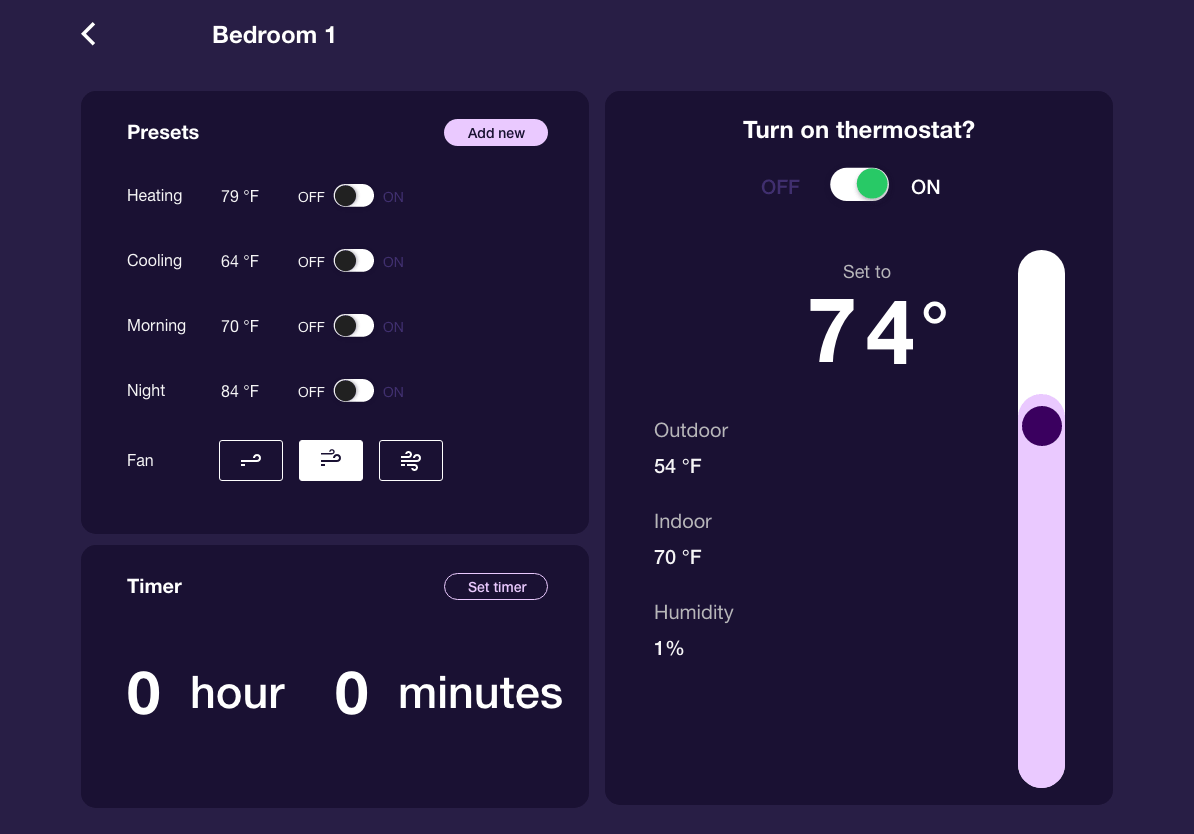 Bedroom 1
Presets
Add new
Heating 79 °F OFF ON
Cooling 64 °F OFF ON
Morning 70 °F OFF ON
Night 84 °F OFF ON
Fan
Timer
Set timer
0 hour 0 minutes
Turn on thermostat?
OFF ON
Set to
74°
Outdoor
54 °F
Indoor
70 °F
Humidity
1%